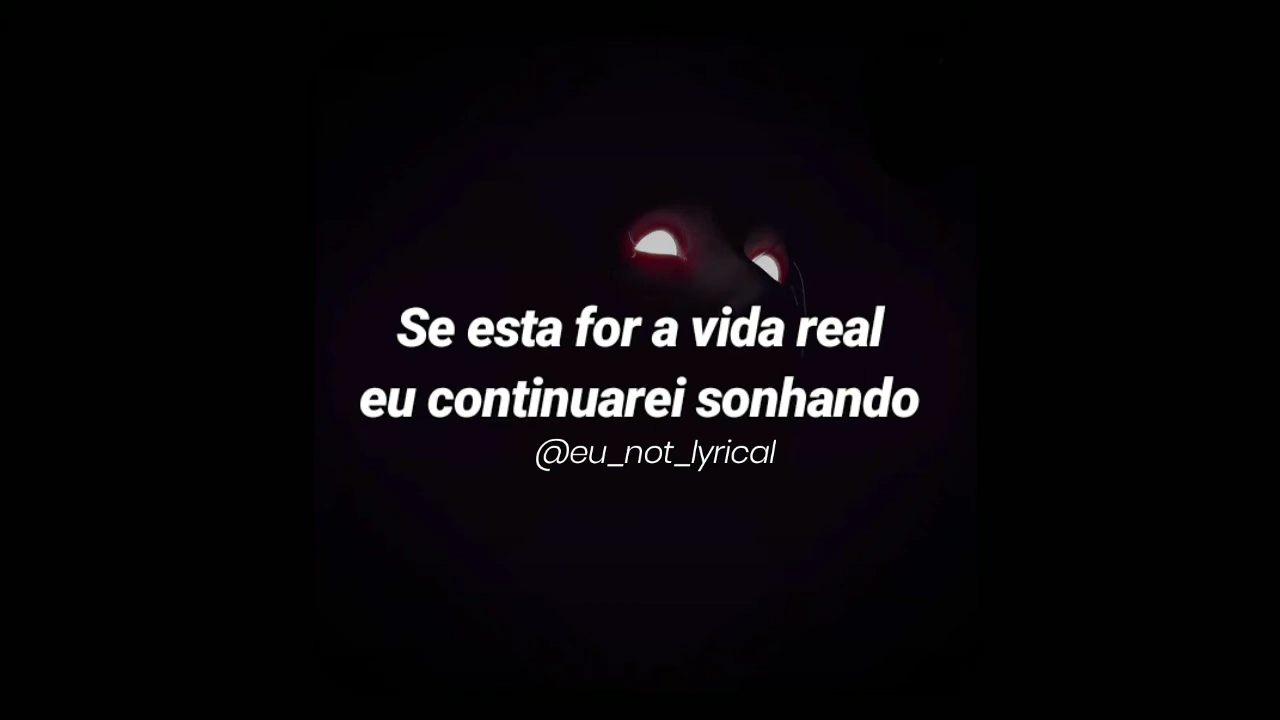 Se esta for a vida real
eu continuarei sonhando
@eu_not_lyrical